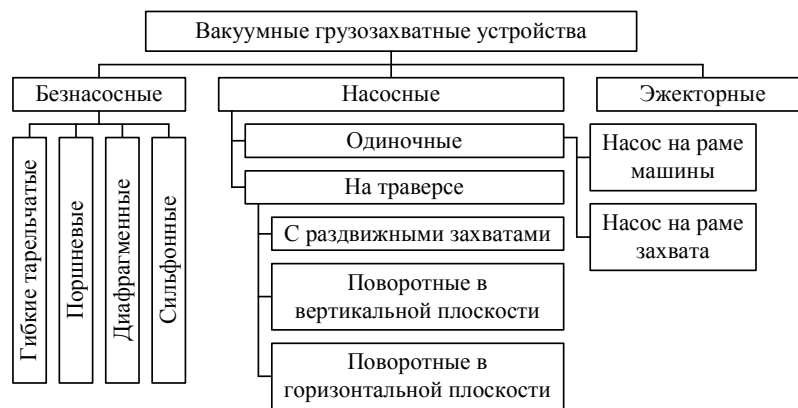 Вакуумные грузозахватные устройства
Безнасосные
Насосные
Эжекторные
Гибкие тарельчатые
Поршневые
Диафрагменные
Сильфонные
Одиночные
Насос на раме
машины
Насос на раме
захвата
На траверсе
С раздвижными захватами
Поворотные в
вертикальной плоскости
Поворотные в
горизонтальной плоскости